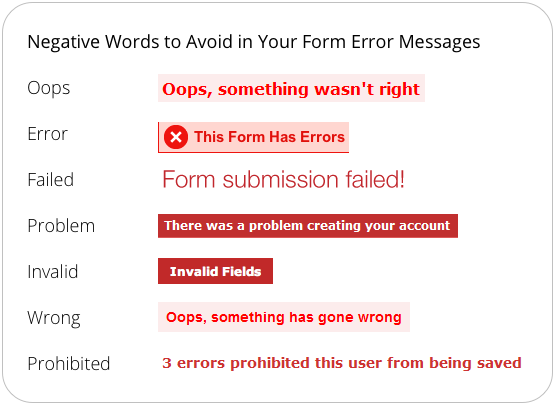 Negative Words to Avoid in Your Form Error Messages
Oops Oops, something wasn't right
Error This Form Has Errors
Failed Form submission failed!
Problem There was a problem creating your account
Invalid Invalid Fields
Wrong Oops, something has gone wrong
Prohibited 3 errors prohibited this user from being saved